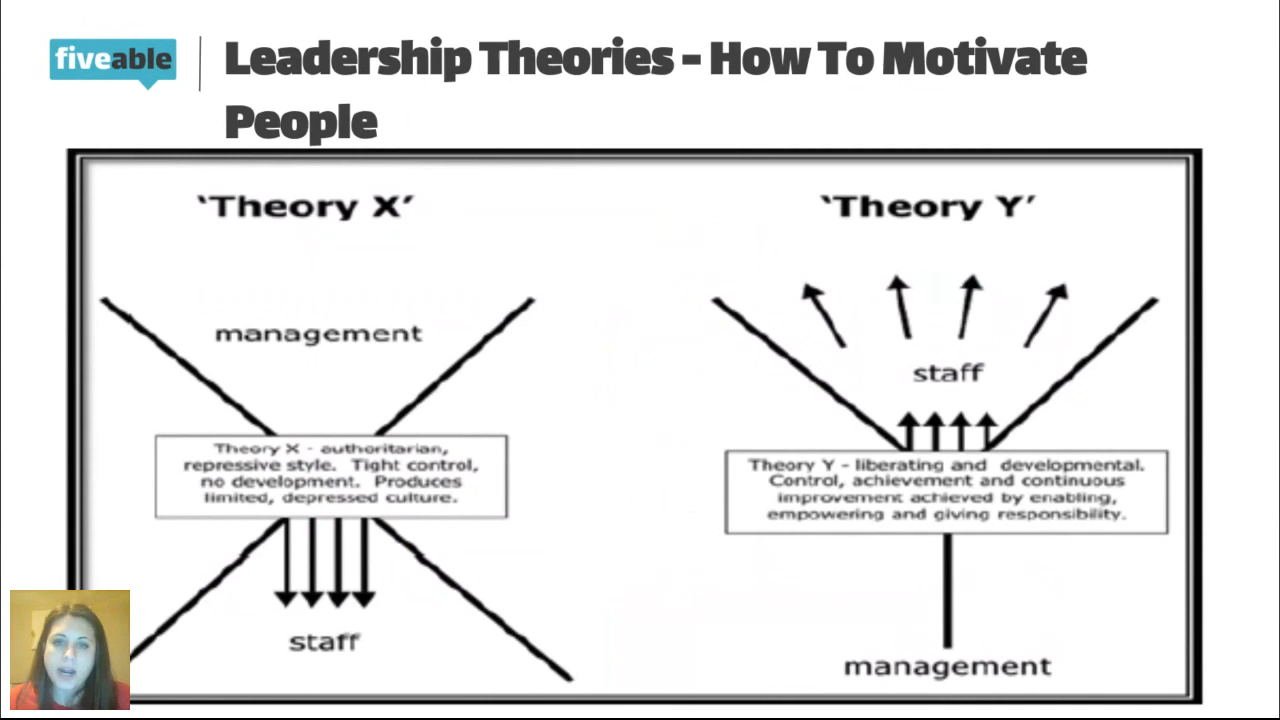 fiveable
Leadership Theories - How To Motivate
People
‘Theory X’
management
Theory X - authoritarian,
repressive style. Tight control,
no development. Produces
limited, depressed culture.
staff
‘Theory Y’
staff
Theory Y - liberating and developmental.
Control, achievement and continuous
improvement achieved by enabling,
empowering and giving responsibility.
management